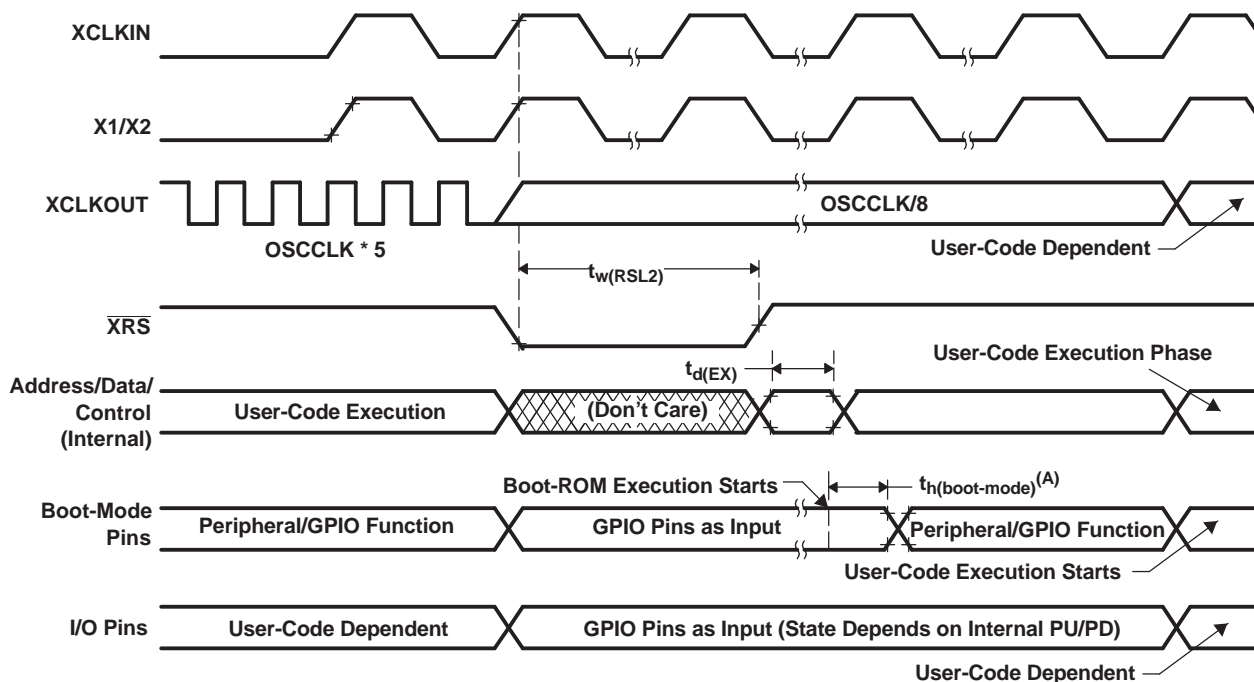 XCLKIN
X1/X2
XCLKOUT
OSCCLK * 5
OSCCLK/8
User-Code Dependent
tw(RSL2)
XRS
td(EX)
User-Code Execution Phase
Address/Data/
Control
(Internal)
User-Code Execution
(Don't Care)
Boot-ROM Execution Starts
th(boot-mode)(A)
Boot-Mode
Pins
Peripheral/GPIO Function
GPIO Pins as Input
Peripheral/GPIO Function
User-Code Execution Starts
I/O Pins
User-Code Dependent
GPIO Pins as Input (State Depends on Internal PU/PD)
User-Code Dependent